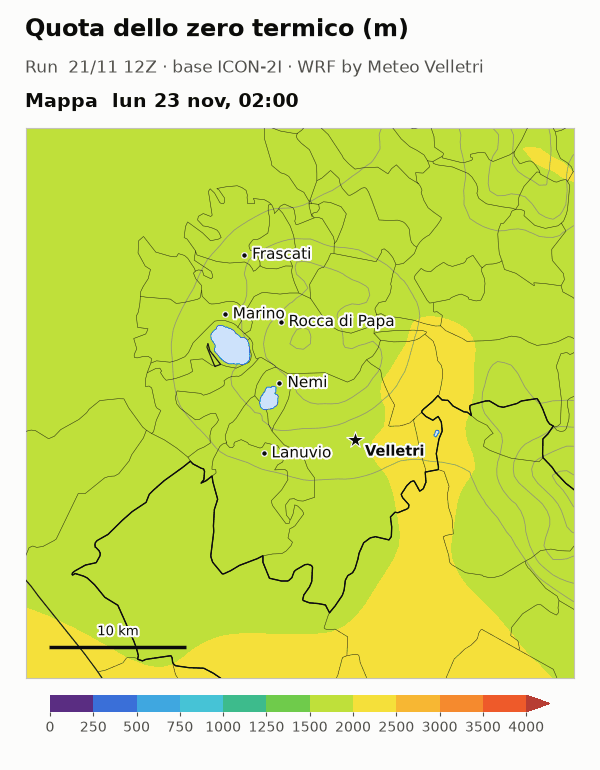 Quota dello zero termico (m)
Run  21/11 12Z · base ICON-2I · WRF by Meteo Velletri
Mappa  lun 23 nov, 02:00
Frascati
Marino
Rocca di Papa
Nemi
Velletri
Lanuvio
10 km
0 250 500 750 1000 1250 1500 2000 2500 3000 3500 4000